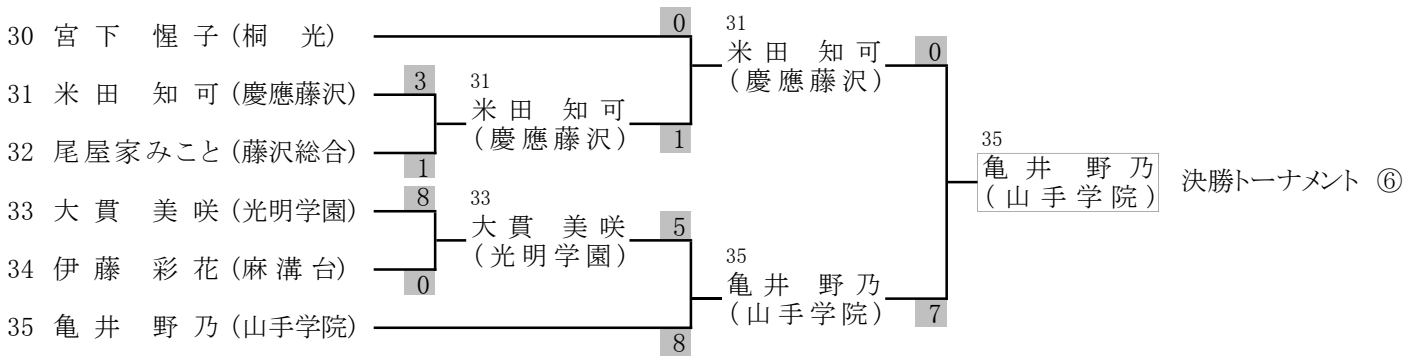 30 宮下 惺子 (桐 光)
31 米田 知可 (慶應藤沢)
32 尾屋家みこと (藤沢総合)
33 大貫 美咲 (光明学園)
34 伊藤 彩花 (麻溝台)
35 亀井 野乃 (山手学院)
3
1
8
0
31
米田 知可
(慶應藤沢)
33
大貫 美咲
(光明学園)
0
1
5
8
31
米田 知可
(慶應藤沢)
35
亀井 野乃
(山手学院)
0
7
35
亀井 野乃
(山手学院)
決勝トーナメント ⑥